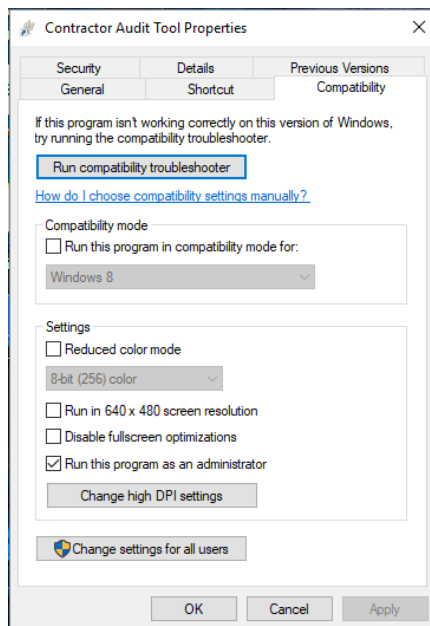 Contractor Audit Tool Properties
Security Details Previous Versions
General Shortcut Compatibility
If this program isn't working correctly on this version of Windows,
try running the compatibility troubleshooter.
Run compatibility troubleshooter
How do I choose compatibility settings manually?
Compatibility mode
Run this program in compatibility mode for:
Windows 8
Settings
Reduced color mode
8-bit (256) color
Run in 640 x 480 screen resolution
Disable fullscreen optimizations
Run this program as an administrator
Change high DPI settings
Change settings for all users
OK Cancel Apply